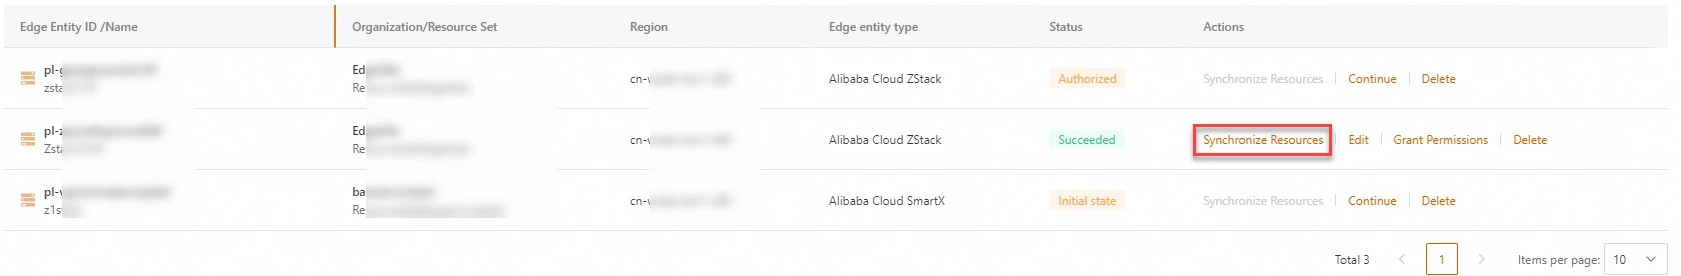 Edge Entity ID /Name Organization/Resource Set Region Edge entity type Status Actions
pl- Ed
zsta Re cn- Alibaba Cloud ZStack Authorized Synchronize Resources Continue Delete
pl-z Ed
Zsta Re cn- Alibaba Cloud ZStack Succeeded Synchronize Resources Edit Grant Permissions Delete
pl- ba
z1s Re cn- Alibaba Cloud SmartX Initial state Synchronize Resources Continue Delete
Total 3 < 1 > Items per page: 10